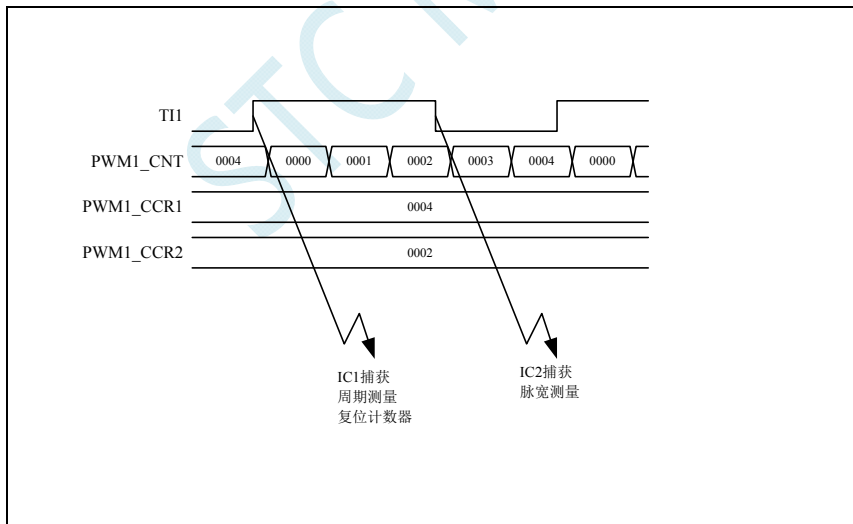 STC M
TI1
PWM1_CNT 0004 0000 0001 0002 0003 0004 0000
PWM1_CCR1 0004
PWM1_CCR2 0002
IC1捕获
周期测量
复位计数器
IC2捕获
脉宽测量